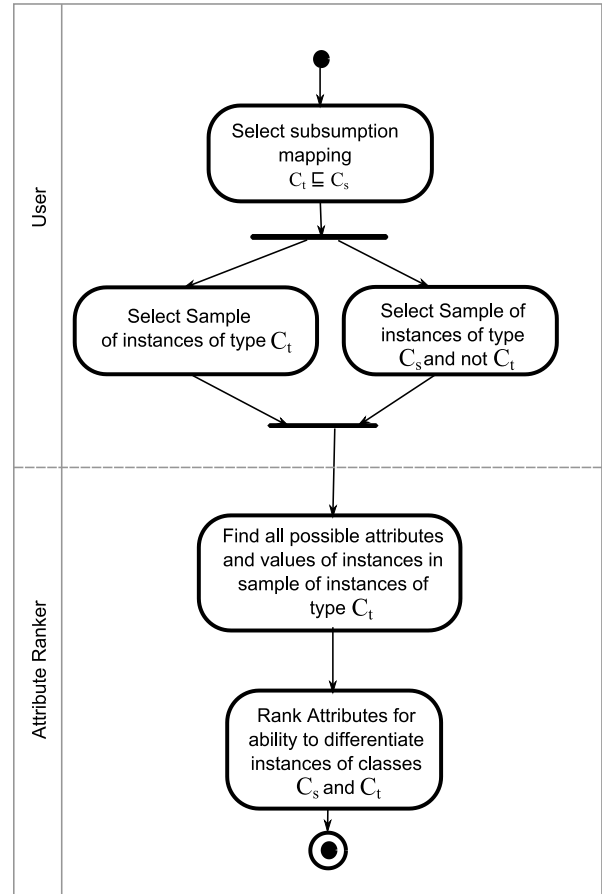 User
Select subsumption
mapping
Cₜ ⊑ Cₛ
Select Sample
of instances of type Cₜ
Select Sample of
instances of type
Cₛ and not Cₜ
Attribute Ranker
Find all possible attributes
and values of instances in
sample of instances of
type Cₜ
Rank Attributes for
ability to differentiate
instances of classes
Cₛ and Cₜ